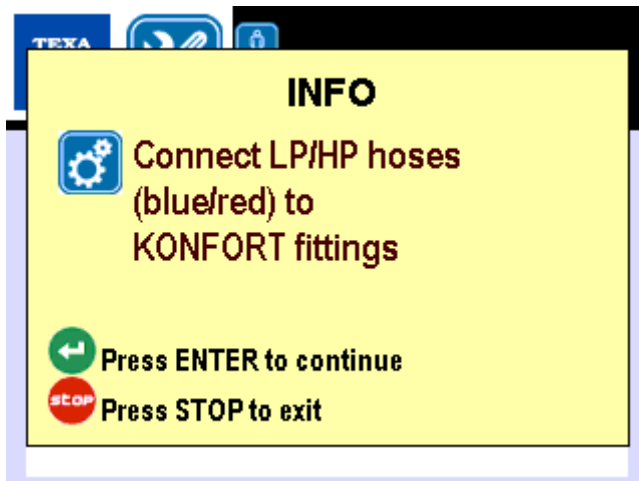 TEXA
INFO
Connect LP/HP hoses
(blue/red) to
KONFORT fittings
Press ENTER to continue
stop
Press STOP to exit